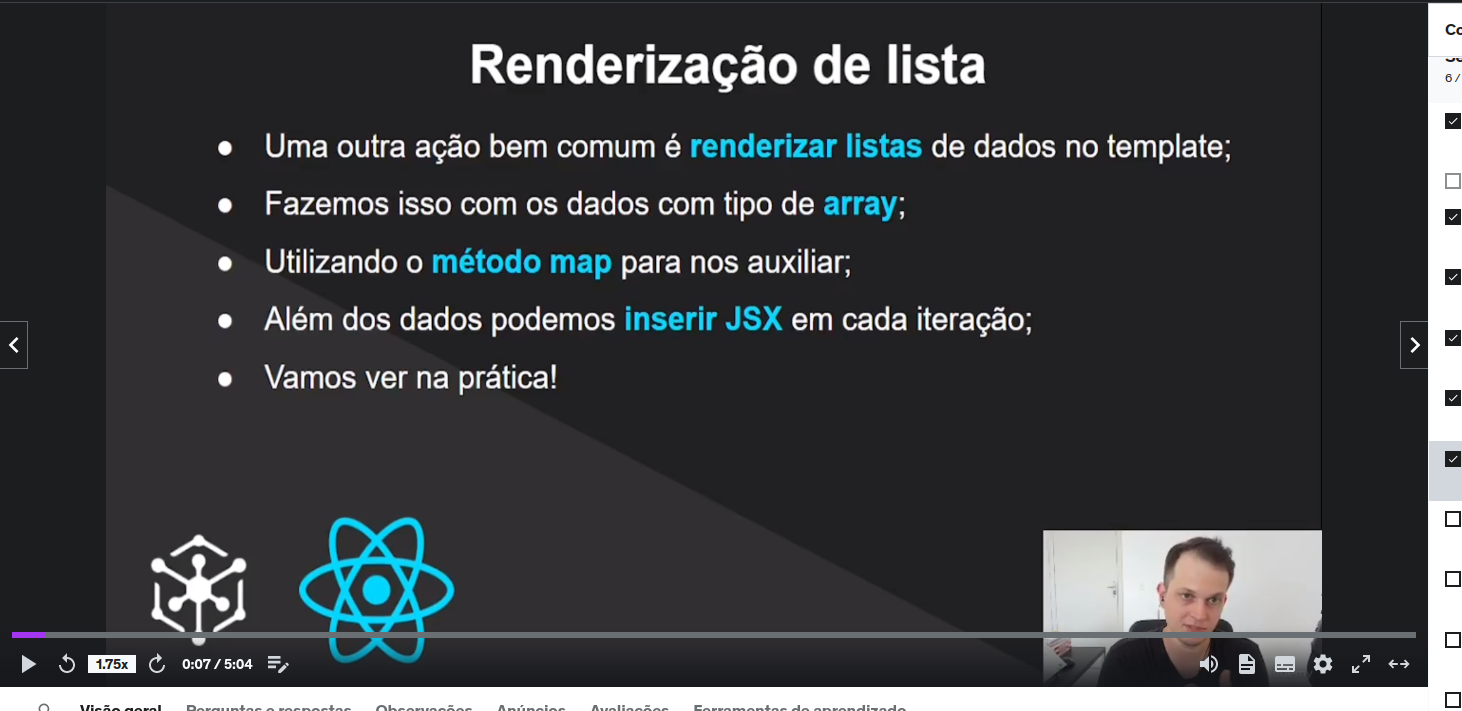 Renderização de lista
● Uma outra ação bem comum é renderizar listas de dados no template;
● Fazemos isso com os dados com tipo de array;
● Utilizando o método map para nos auxiliar;
● Além dos dados podemos inserir JSX em cada iteração;
● Vamos ver na prática!
Co
6 /
1.75x
0:07 / 5:04
Visão geral Perguntas e respostas Observações Anúncios Avaliações Ferramentas de aprendizado